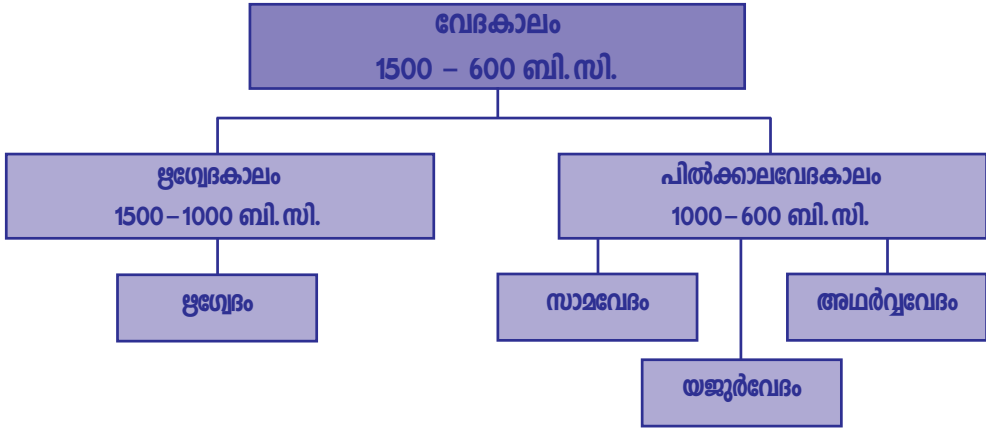 വേദകാലം
1500 – 600 ബി.സി.
ഋഗ്വേദകാലം
1500–1000 ബി.സി.
പിൽക്കാലവേദകാലം
1000–600 ബി.സി.
ഋഗ്വേദം
സാമവേദം
അഥർവ്വവേദം
യജുർവേദം